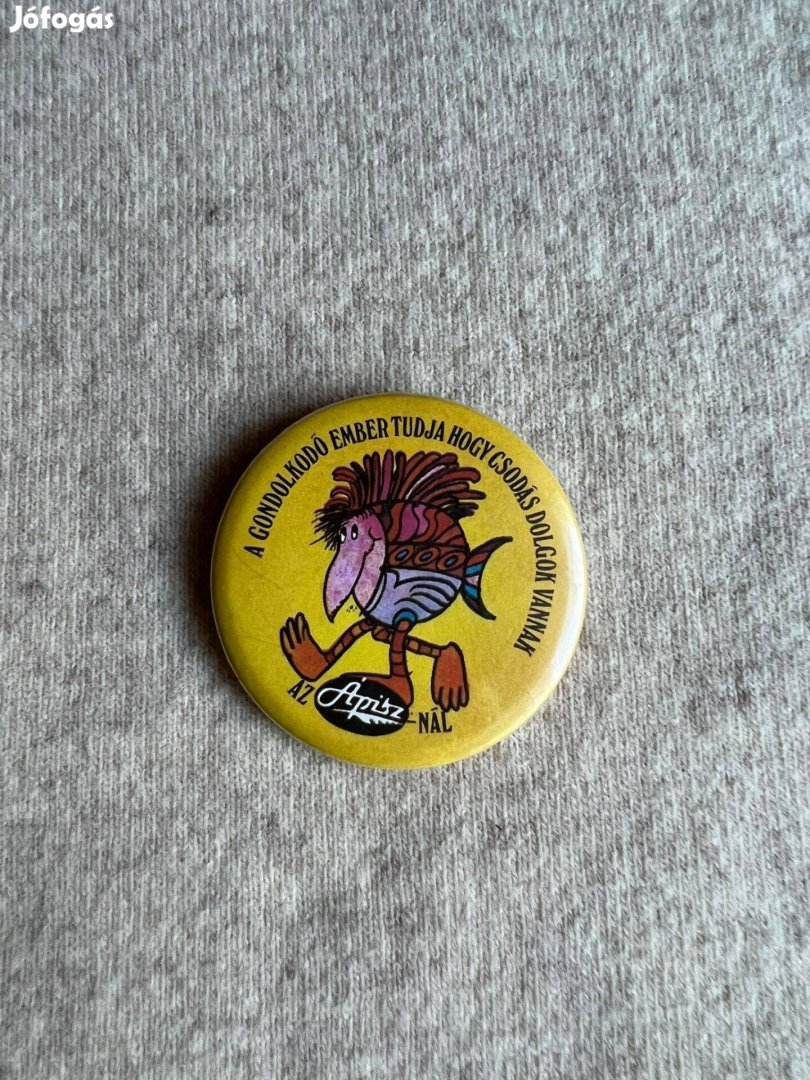 Jófogás
A GONDOLKODÓ EMBER TUDJA HOGY CSODÁS DOLGOK VANNAK
AZ Ápisz-NÁL